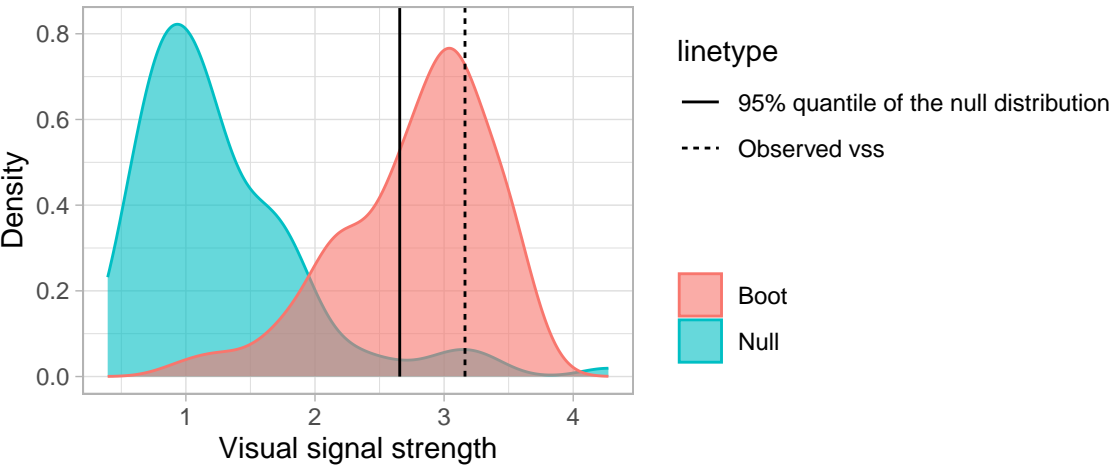 Density
0.8
0.6
0.4
0.2
0.0
1 2 3 4
Visual signal strength
linetype
95% quantile of the null distribution
Observed vss
Boot
Null